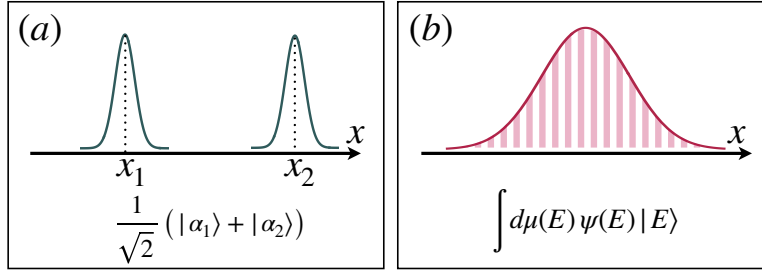 (a)
x
x₁ x₂
1/√2 (|α₁⟩ + |α₂⟩)
(b)
x
∫dμ(E) ψ(E) |E⟩